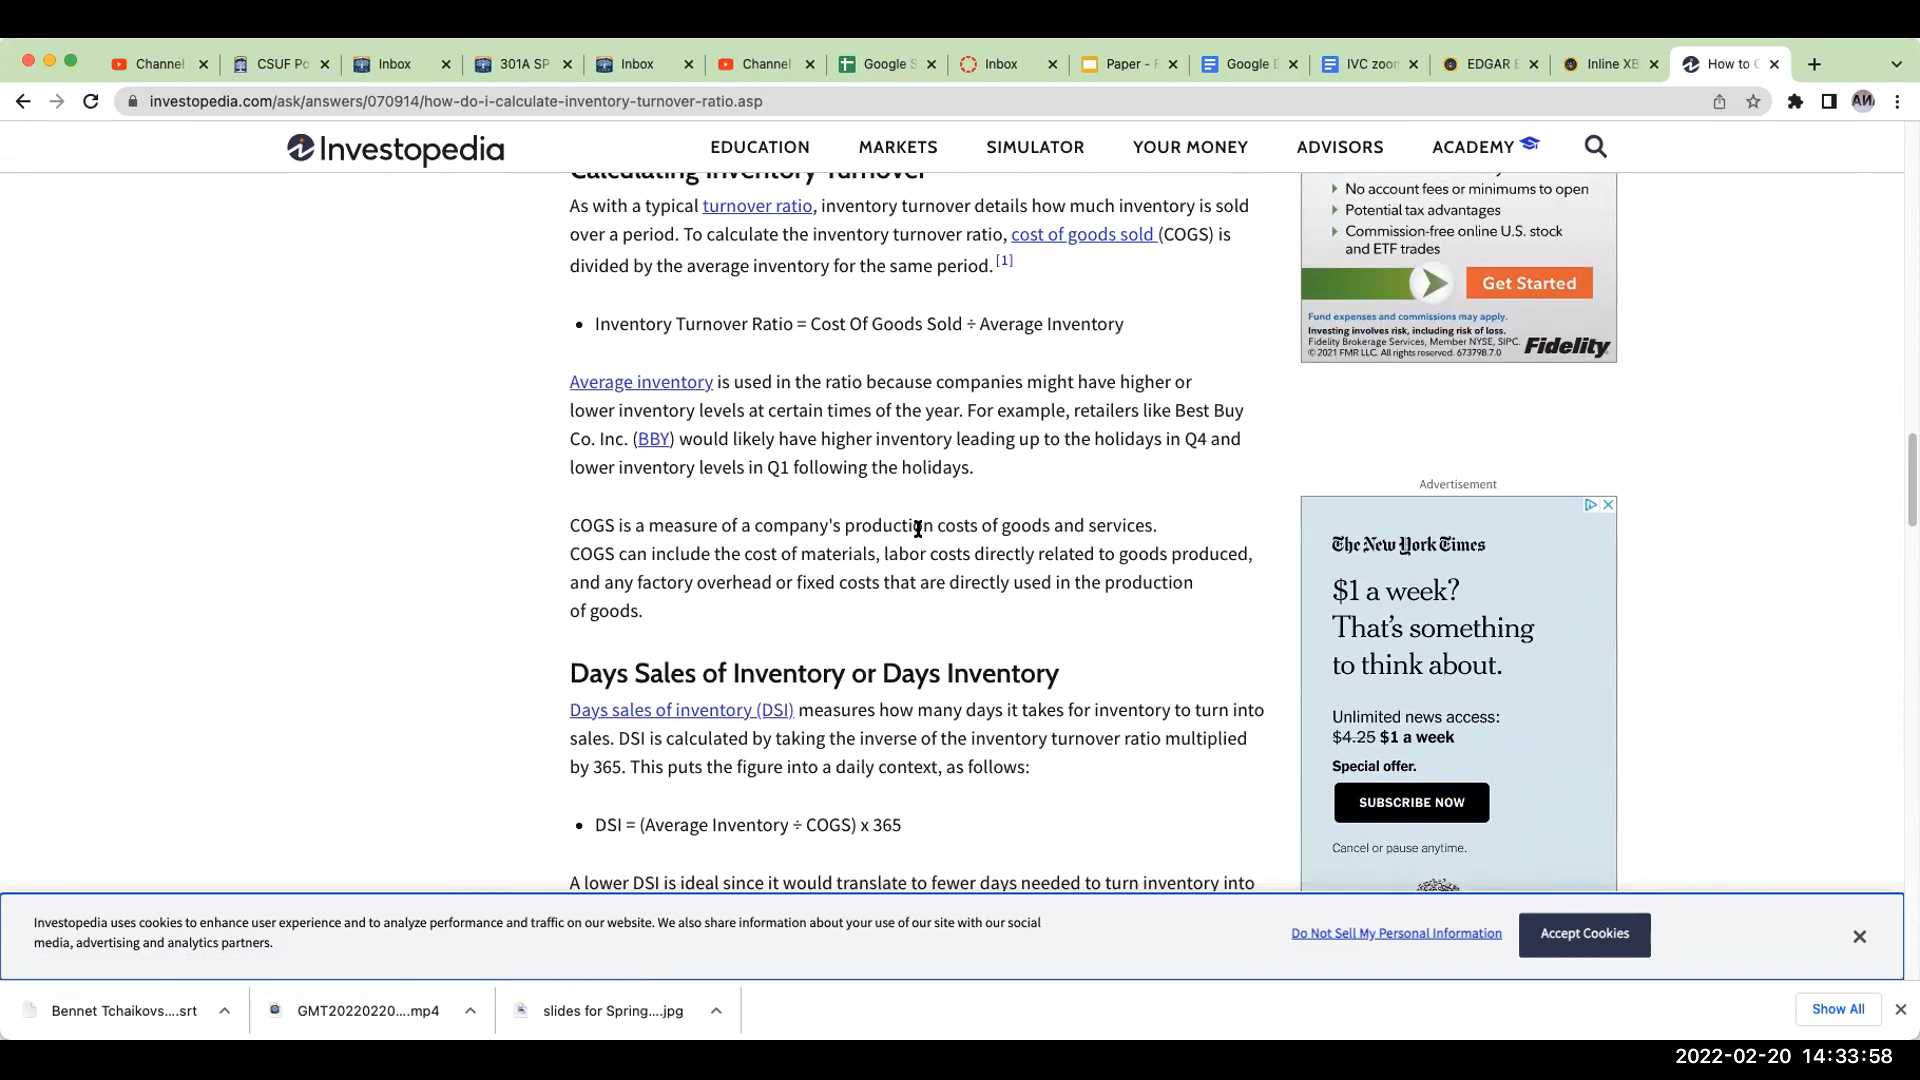 Channel
CSUF Po
Inbox
301A SP
Inbox
Channel
Google S
Inbox
Paper - F
Google D
IVC zoom
EDGAR E
Inline XB
How to C
investopedia.com/ask/answers/070914/how-do-i-calculate-inventory-turnover-ratio.asp
Investopedia
EDUCATION
MARKETS
SIMULATOR
YOUR MONEY
ADVISORS
ACADEMY
Calculating Inventory Turnover
As with a typical turnover ratio, inventory turnover details how much inventory is sold
over a period. To calculate the inventory turnover ratio, cost of goods sold (COGS) is
divided by the average inventory for the same period. [1]
• Inventory Turnover Ratio = Cost Of Goods Sold ÷ Average Inventory
Average inventory is used in the ratio because companies might have higher or
lower inventory levels at certain times of the year. For example, retailers like Best Buy
Co. Inc. (BBY) would likely have higher inventory leading up to the holidays in Q4 and
lower inventory levels in Q1 following the holidays.
COGS is a measure of a company's production costs of goods and services.
COGS can include the cost of materials, labor costs directly related to goods produced,
and any factory overhead or fixed costs that are directly used in the production
of goods.
Days Sales of Inventory or Days Inventory
Days sales of inventory (DSI) measures how many days it takes for inventory to turn into
sales. DSI is calculated by taking the inverse of the inventory turnover ratio multiplied
by 365. This puts the figure into a daily context, as follows:
• DSI = (Average Inventory ÷ COGS) x 365
A lower DSI is ideal since it would translate to fewer days needed to turn inventory into
No account fees or minimums to open
Potential tax advantages
Commission-free online U.S. stock
and ETF trades
Get Started
Fund expenses and commissions may apply.
Investing involves risk, including risk of loss.
Fidelity Brokerage Services, Member NYSE, SIPC.
© 2021 FMR LLC. All rights reserved. 673798.7.0
Fidelity
Advertisement
The New York Times
$1 a week?
That's something
to think about.
Unlimited news access:
$4.25 $1 a week
Special offer.
SUBSCRIBE NOW
Cancel or pause anytime.
Investopedia uses cookies to enhance user experience and to analyze performance and traffic on our website. We also share information about your use of our site with our social
media, advertising and analytics partners.
Do Not Sell My Personal Information
Accept Cookies
Bennet Tchaikovs....srt
GMT20220220....mp4
slides for Spring....jpg
Show All
2022-02-20 14:33:58